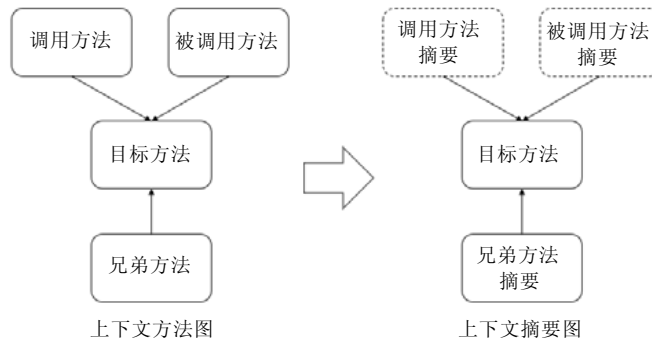 调用方法
被调用方法
目标方法
兄弟方法
上下文方法图
调用方法
摘要
被调用方法
摘要
目标方法
兄弟方法
摘要
上下文摘要图